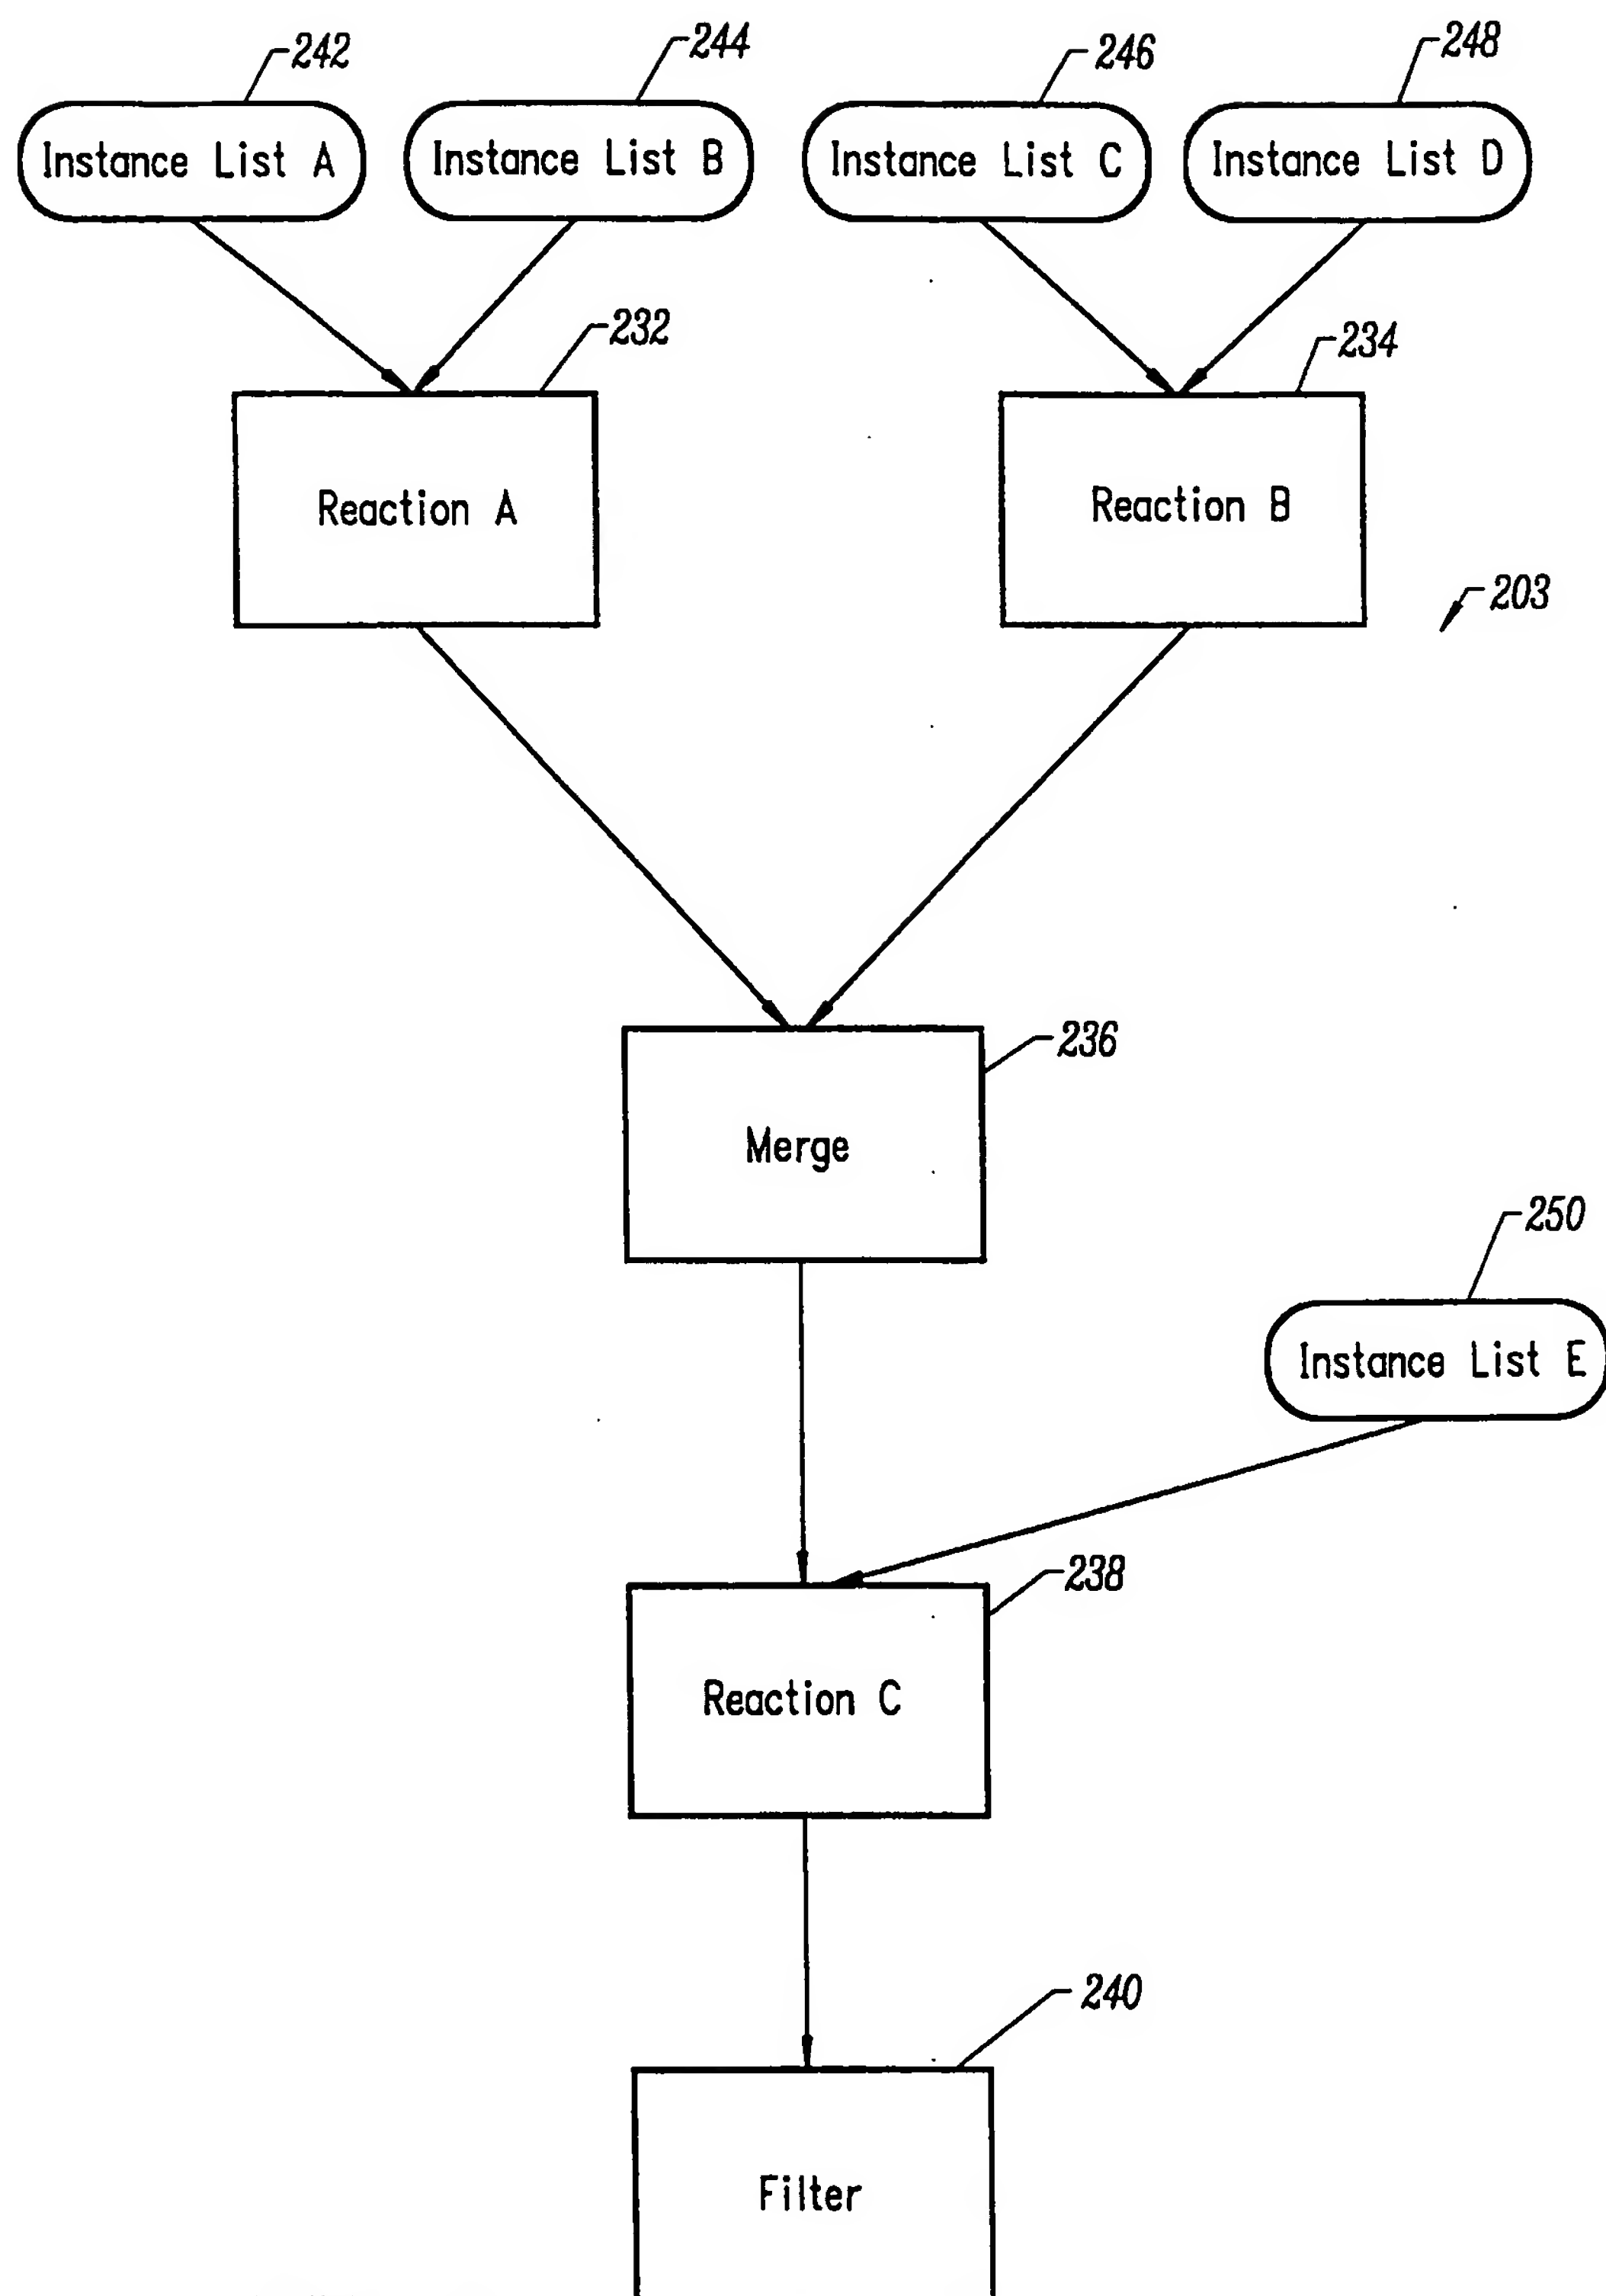 242
244
246
248
Instance List A
Instance List B
Instance List C
Instance List D
232
234
Reaction A
Reaction B
203
236
Merge
250
Instance List E
238
Reaction C
240
Filter